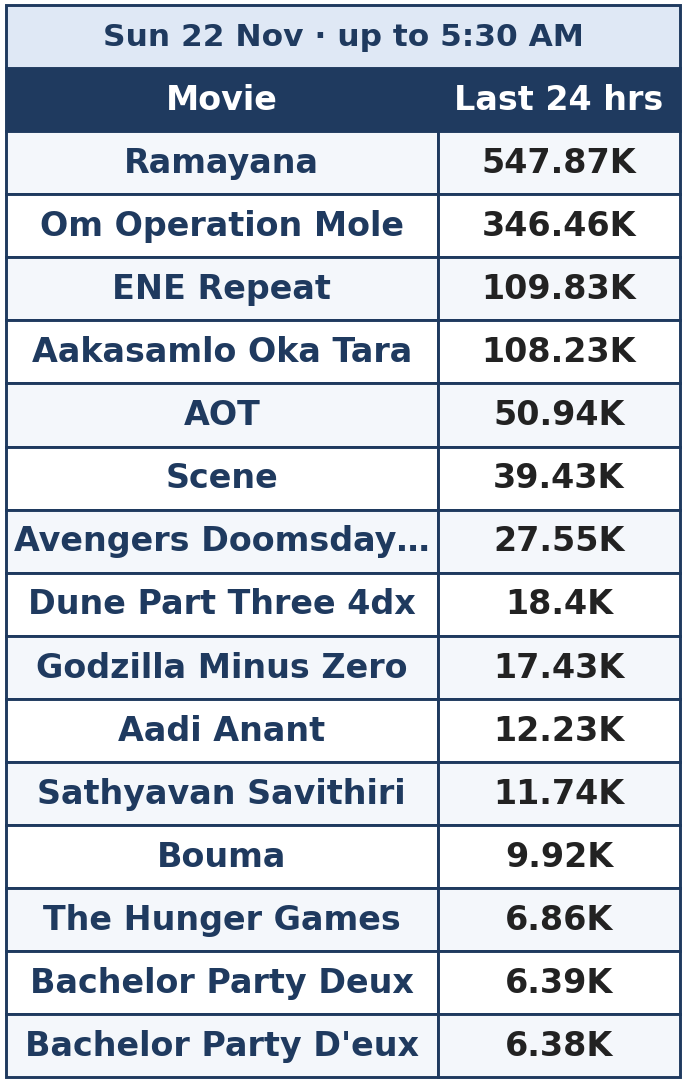 Sun 22 Nov · up to 5:30 AM
Movie Last 24 hrs
Ramayana 547.87K
Om Operation Mole 346.46K
ENE Repeat 109.83K
Aakasamlo Oka Tara 108.23K
AOT 50.94K
Scene 39.43K
Avengers Doomsday... 27.55K
Dune Part Three 4dx 18.4K
Godzilla Minus Zero 17.43K
Aadi Anant 12.23K
Sathyavan Savithiri 11.74K
Bouma 9.92K
The Hunger Games 6.86K
Bachelor Party Deux 6.39K
Bachelor Party D'eux 6.38K